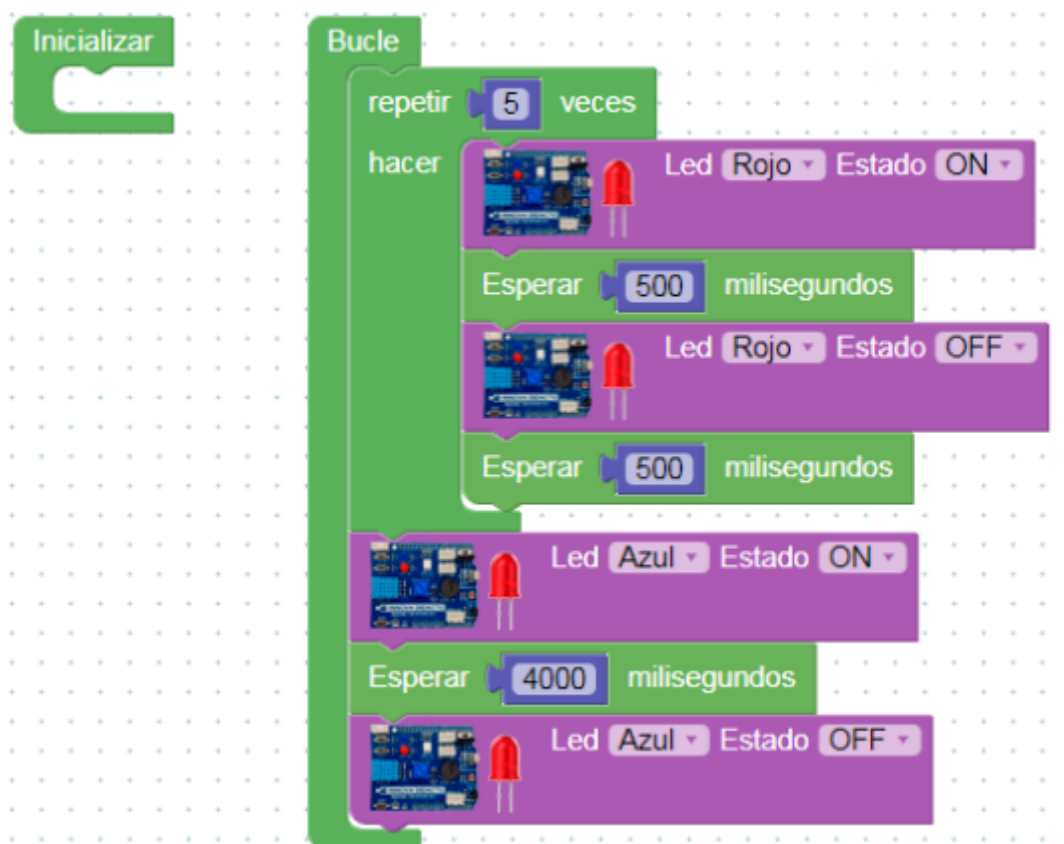 Inicializar
Bucle
repetir 5 veces
hacer
Led Rojo Estado ON
Esperar 500 milisegundos
Led Rojo Estado OFF
Esperar 500 milisegundos
Led Azul Estado ON
Esperar 4000 milisegundos
Led Azul Estado OFF